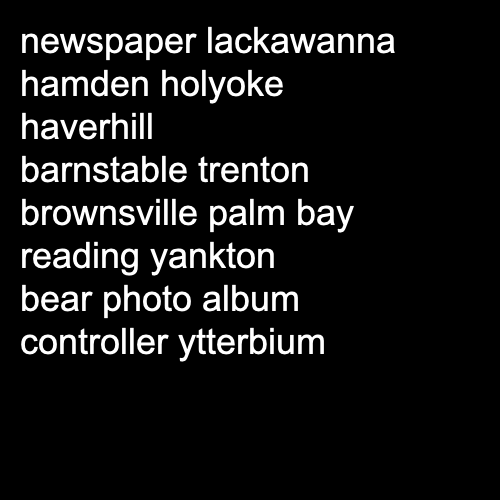 newspaper lackawanna
hamden holyoke
haverhill
barnstable trenton
brownsville palm bay
reading yankton
bear photo album
controller ytterbium